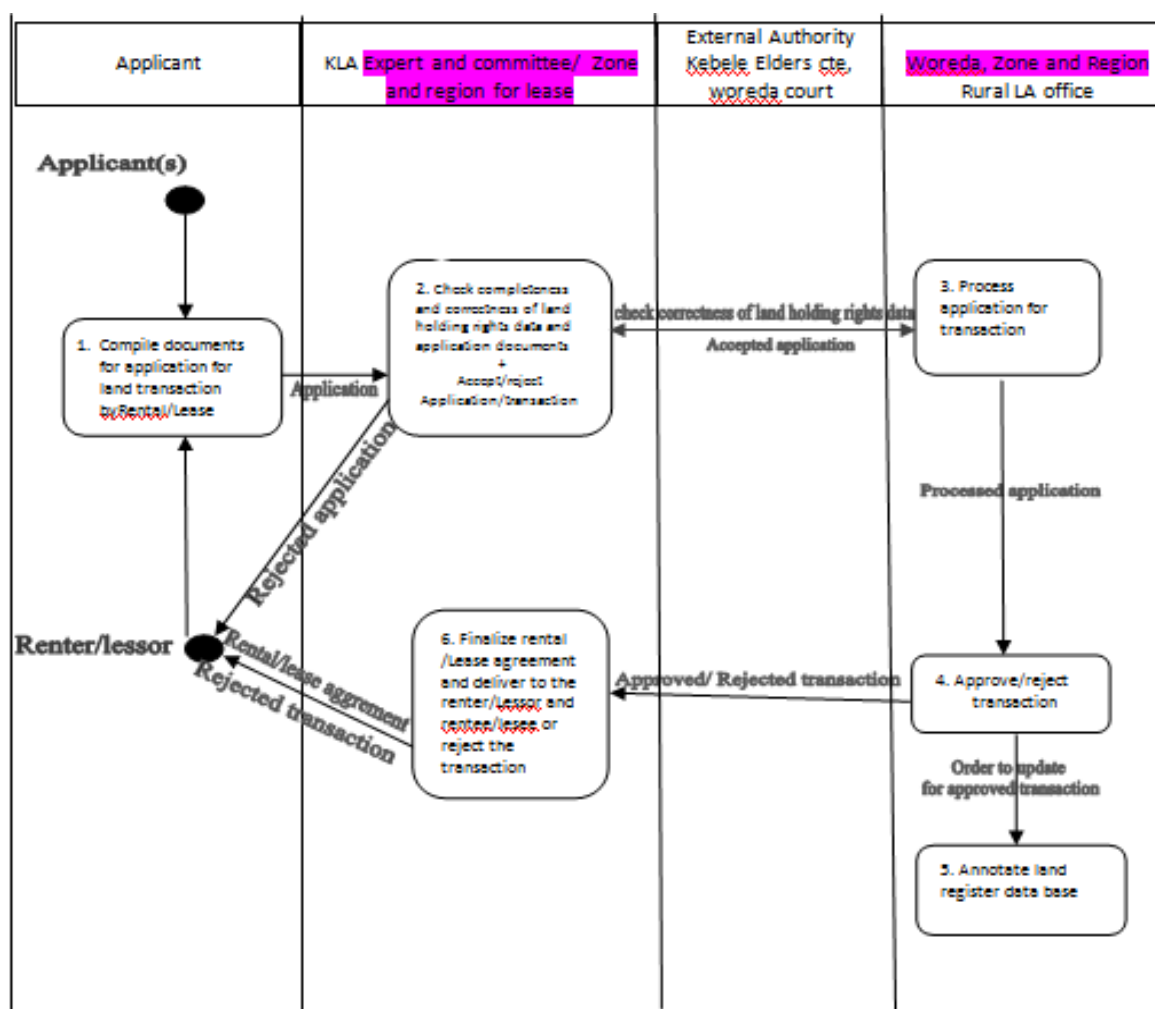 Applicant
KLA Expert and committee/ Zone
and region for lease
External Authority
Kebele Elders cte,
woreda court
Woreda, Zone and Region
Rural LA office
Applicant(s)
1. Compile documents
for application for
land transaction
byRental/Lease
Application
2. Check completeness
and correctness of land
holding rights data and
application documents
+
Accept/reject
Application/transaction
check correctness of land holding rights data
Accepted application
3. Process
application for
transaction
Rejected application
Processed application
Renter/lessor
Rental/lease aggrement
Rejected transaction
6. Finalize rental
/Lease agreement
and deliver to the
renter/Lessor and
rentee/lesee or
reject the
transaction
Approved/ Rejected transaction
4. Approve/reject
transaction
Order to update
for approved transaction
5. Annotate land
register data base